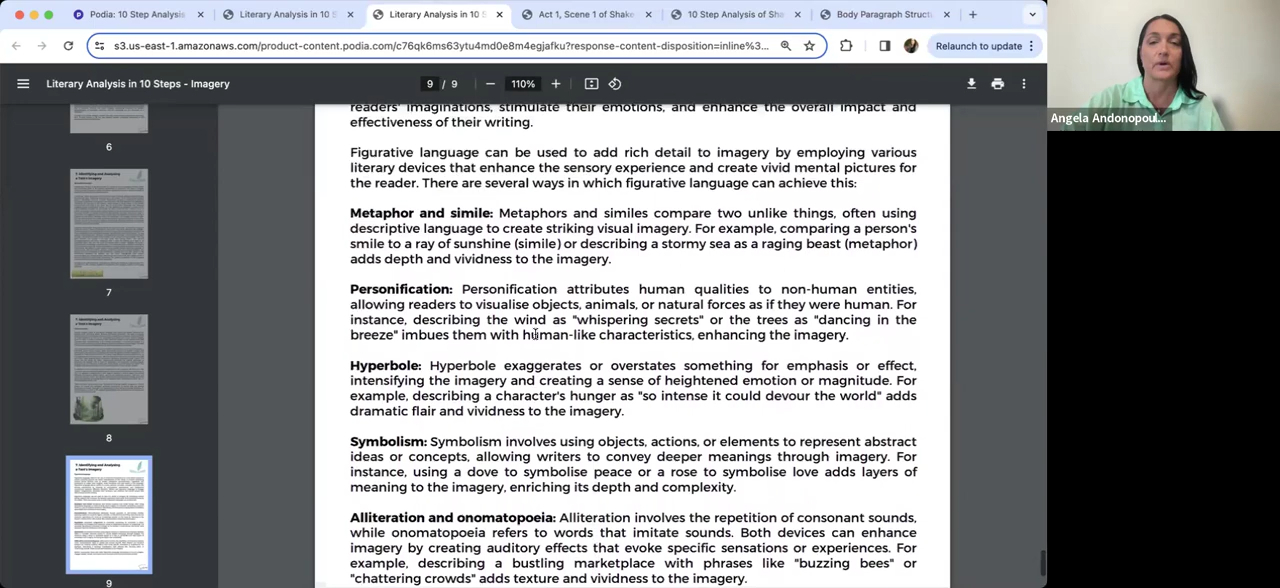 Podia: 10 Step Analysis
Literary Analysis in 10 S
Literary Analysis in 10 S
Act 1, Scene 1 of Shake
10 Step Analysis of Sha
Body Paragraph Struct
s3.us-east-1.amazonaws.com/product-content.podia.com/c76qk6ms63ytu4md0e8m4egjafku?response-content-disposition=inline%3...
Relaunch to update
Literary Analysis in 10 Steps - Imagery
9 / 9
110%
Angela Andonopoul...
6
7
8
9
readers' imaginations, stimulate their emotions, and enhance the overall impact and
effectiveness of their writing.
Figurative language can be used to add rich detail to imagery by employing various
literary devices that enhance the sensory experience and create vivid mental pictures for
the reader. There are several ways in which figurative language can achieve this:
Metaphor and simile: Metaphors and similes compare two unlike things, often using
descriptive language to create striking visual imagery. For example, comparing a person's
smile to a ray of sunshine (simile) or describing a stormy sea as a raging beast (metaphor)
adds depth and vividness to the imagery.
Personification: Personification attributes human qualities to non-human entities,
allowing readers to visualise objects, animals, or natural forces as if they were human. For
instance, describing the wind as "whispering secrets" or the trees as "dancing in the
breeze" imbues them with human-like characteristics, enhancing the imagery.
Hyperbole: Hyperbole exaggerates or overstates something for emphasis or effect,
intensifying the imagery and creating a sense of heightened emotion or magnitude. For
example, describing a character's hunger as "so intense it could devour the world" adds
dramatic flair and vividness to the imagery.
Symbolism: Symbolism involves using objects, actions, or elements to represent abstract
ideas or concepts, allowing writers to convey deeper meanings through imagery. For
instance, using a dove to symbolise peace or a rose to symbolise love adds layers of
meaning to the imagery, enriching its depth and complexity.
Alliteration and onomatopoeia: Alliteration involves the repetition of consonant sounds,
while onomatopoeia refers to words that imitate sounds. Both devices can enhance
imagery by creating auditory effects that evoke specific sensations or experiences. For
example, describing a bustling marketplace with phrases like "buzzing bees" or
"chattering crowds" adds texture and vividness to the imagery.